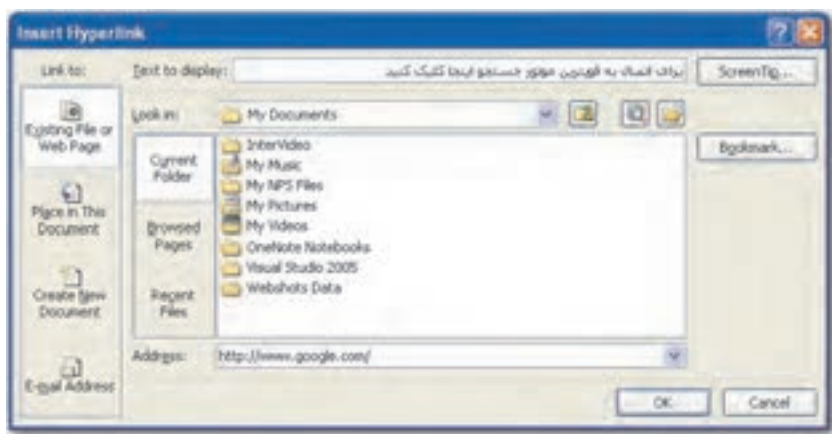 Insert Hyperlink
Link to:
Text to display: برای اتصال به قویترین موتور جستجو اینجا کلیک کنید
ScreenTip...
Existing File or Web Page
Look in: My Documents
Bookmark...
Current Folder
InterVideo
My Music
My NPS Files
My Pictures
My Videos
OneNote Notebooks
Visual Studio 2005
Webshots Data
Place in This Document
Browsed Pages
Create New Document
Recent Files
E-mail Address
Address: http://www.google.com/
OK
Cancel